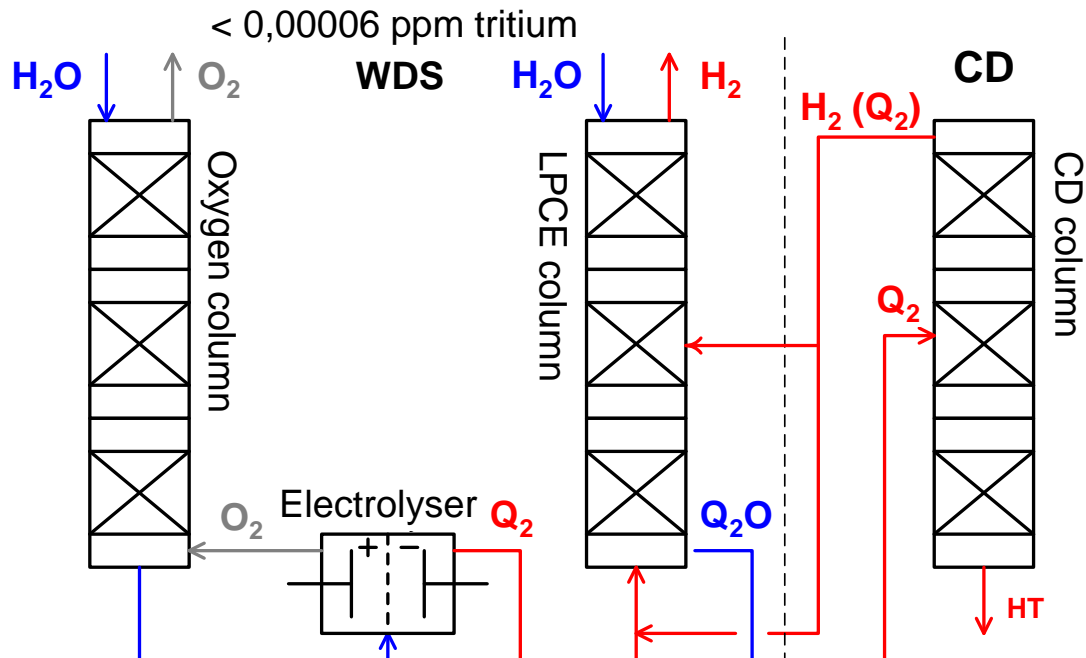 < 0,00006 ppm tritium
H₂O
O₂
WDS
H₂O
H₂
CD
H₂ (Q₂)
Oxygen column
LPCE column
CD column
Q₂
O₂
Electrolyser
+
−
Q₂
Q₂O
HT